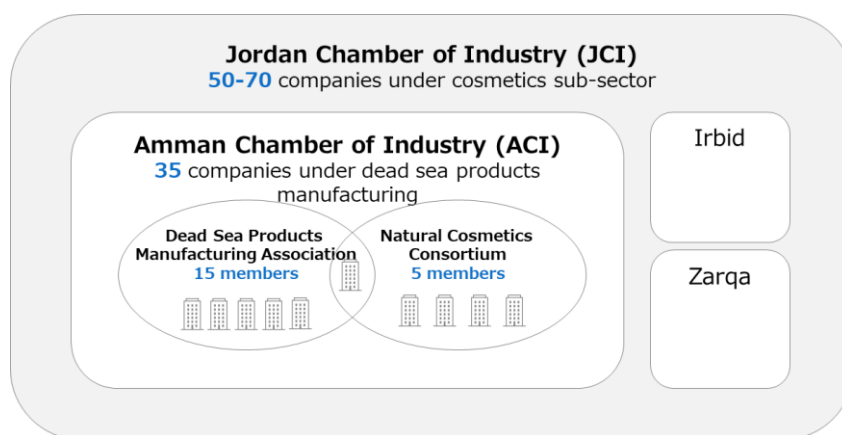 Jordan Chamber of Industry (JCI)
50-70 companies under cosmetics sub-sector
Amman Chamber of Industry (ACI)
35 companies under dead sea products
manufacturing
Dead Sea Products
Manufacturing Association
15 members
Natural Cosmetics
Consortium
5 members
Irbid
Zarqa